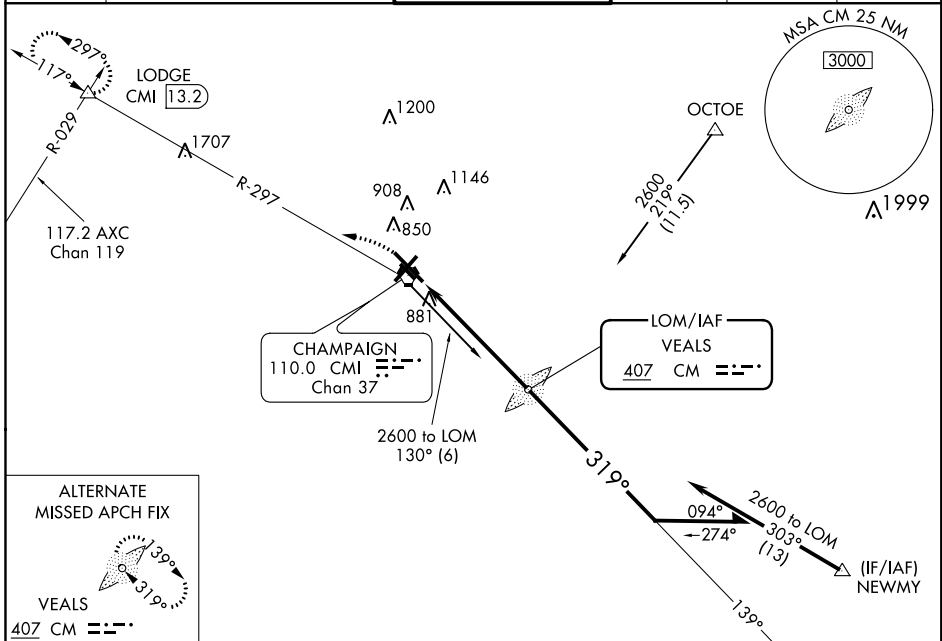 MSA CM 25 NM
3000
297°
117°
LODGE
CMI 13.2
R-029
1707
R-297
1200
1146
908
850
881
OCTOE
2600
219°
(11.5)
1999
117.2 AXC
Chan 119
CHAMPAIGN
110.0 CMI
Chan 37
LOM/IAF
VEALS
407 CM
2600 to LOM
130° (6)
319°
094°
274°
2600 to LOM
303°
(13)
(IF/IAF)
NEWMY
139°
ALTERNATE
MISSED APCH FIX
139°
319°
VEALS
407 CM